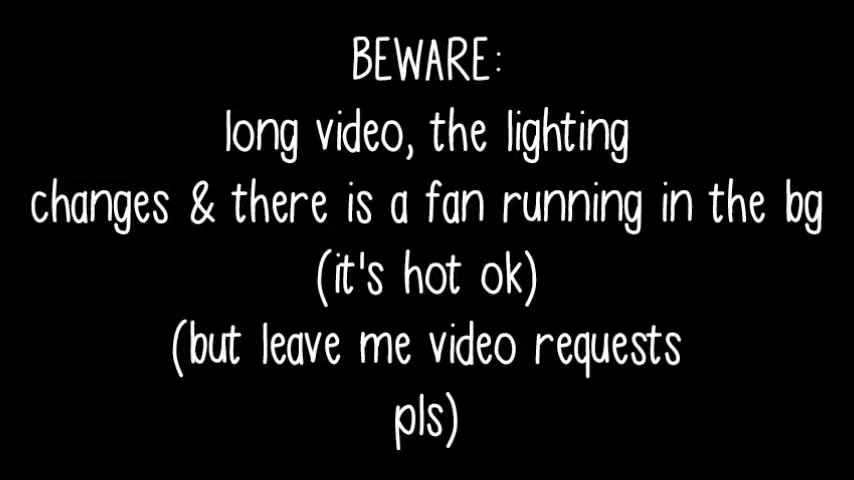 BEWARE:
long video, the lighting
changes & there is a fan running in the bg
(it's hot ok)
(but leave me video requests
pls)